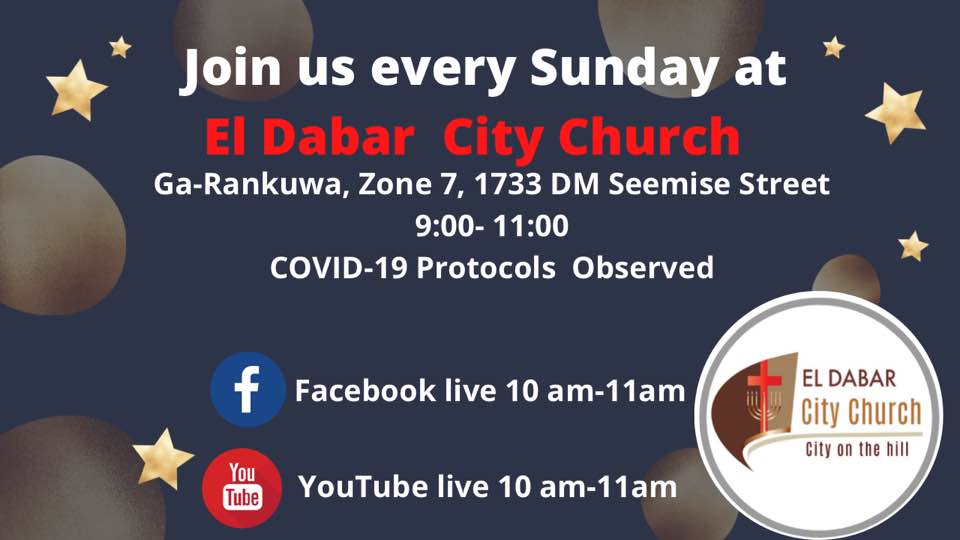 Join us every Sunday at
El Dabar City Church
Ga-Rankuwa, Zone 7, 1733 DM Seemise Street
9:00- 11:00
COVID-19 Protocols Observed
Facebook live 10 am-11am
You
Tube
YouTube live 10 am-11am
EL DABAR
City Church
City on the hill